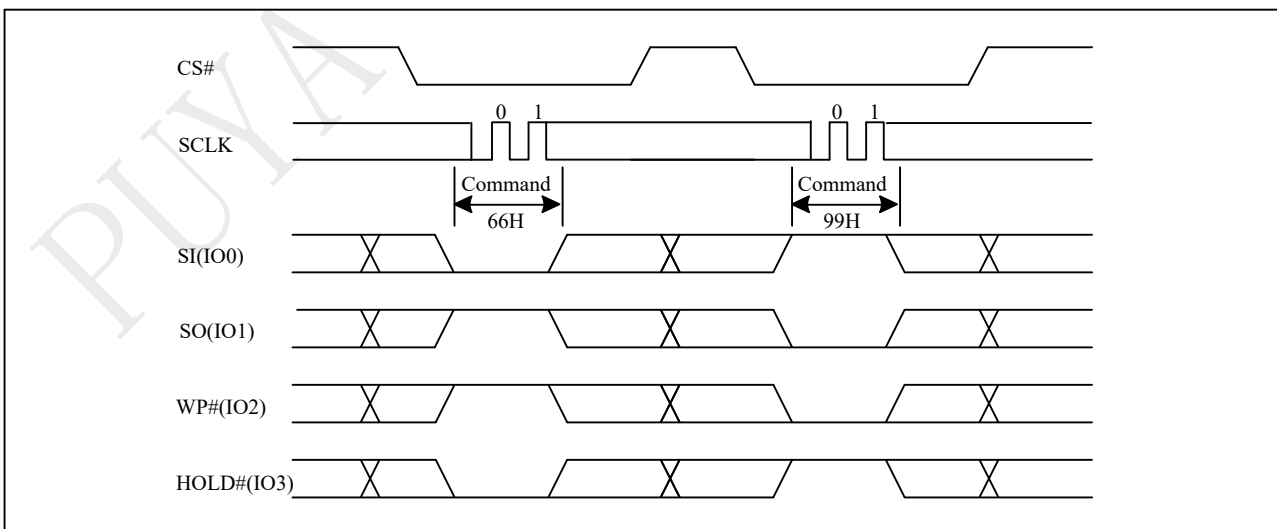 PUYA
CS#
0 1 0 1
SCLK
Command Command
66H 99H
SI(IO0)
SO(IO1)
WP#(IO2)
HOLD#(IO3)